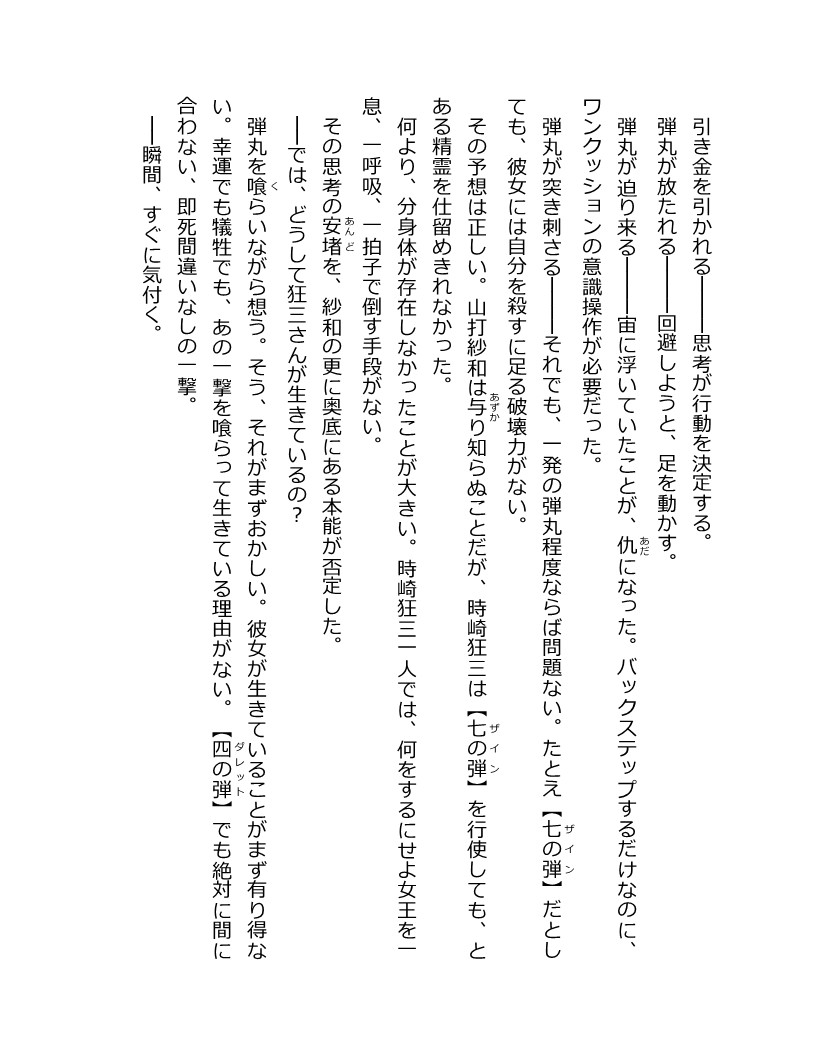 引き金を引かれる――思考が行動を決定する。
弾丸が放たれる――回避しようと、足を動かす。
弾丸が迫り来る――宙に浮いていたことが、仇になった。バックステップするだけなのに、
ワンクッションの意識操作が必要だった。
弾丸が突き刺さる――それでも、一発の弾丸程度ならば問題ない。たとえ【七の弾】だとし
ても、彼女には自分を殺すに足る破壊力がない。
その予想は正しい。山打紗和は与り知らぬことだが、時崎狂三は【七の弾】を行使しても、と
ある精霊を仕留めきれなかった。
何より、分身体が存在しなかったことが大きい。時崎狂三一人では、何をするにせよ女王を一
息、一呼吸、一拍子で倒す手段がない。
その思考の安堵を、紗和の更に奥底にある本能が否定した。
―では、どうして狂三さんが生きているの?
弾丸を喰らいながら想う。そう、それがまずおかしい。彼女が生きていることがまず有り得な
い。幸運でも犠牲でも、あの一撃を喰らって生きている理由がない。【四の弾】でも絶対に間に
合わない、即死間違いなしの一撃。
―瞬間、すぐに気付く。